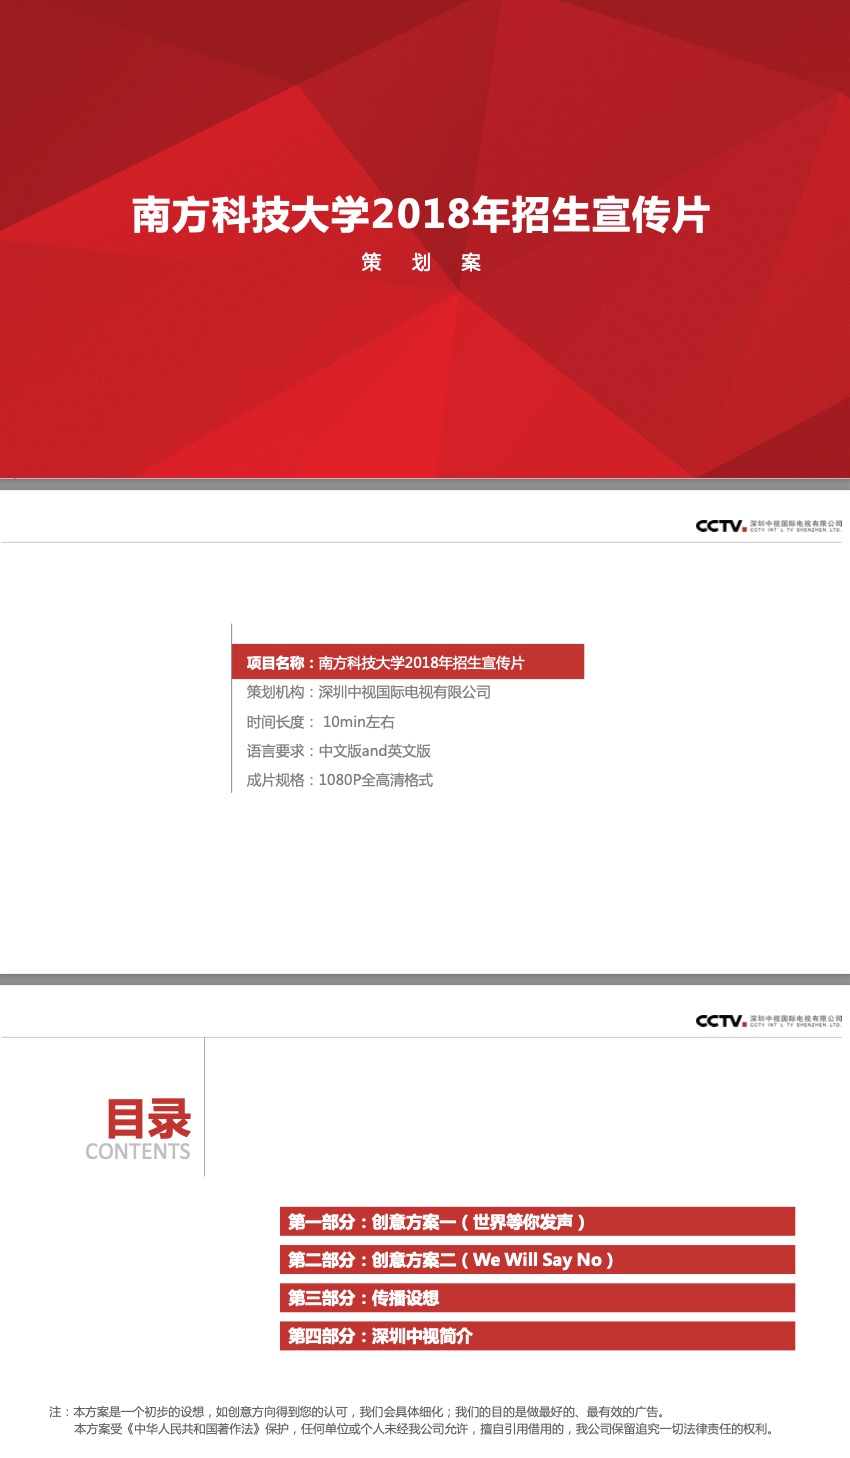 南方科技大学2018年招生宣传片
策 划 案
CCTV. 深圳中视国际电视有限公司
CCTV INT'L TV SHENZHEN. LTD.
项目名称：南方科技大学2018年招生宣传片
策划机构：深圳中视国际电视有限公司
时间长度： 10min左右
语言要求：中文版and英文版
成片规格：1080P全高清格式
CCTV. 深圳中视国际电视有限公司
CCTV INT'L TV SHENZHEN. LTD.
目录
CONTENTS
第一部分：创意方案一（世界等你发声）
第二部分：创意方案二（We Will Say No）
第三部分：传播设想
第四部分：深圳中视简介
注：本方案是一个初步的设想，如创意方向得到您的认可，我们会具体细化；我们的目的是做最好的、最有效的广告。
本方案受《中华人民共和国著作法》保护，任何单位或个人未经我公司允许，擅自引用借用的，我公司保留追究一切法律责任的权利。